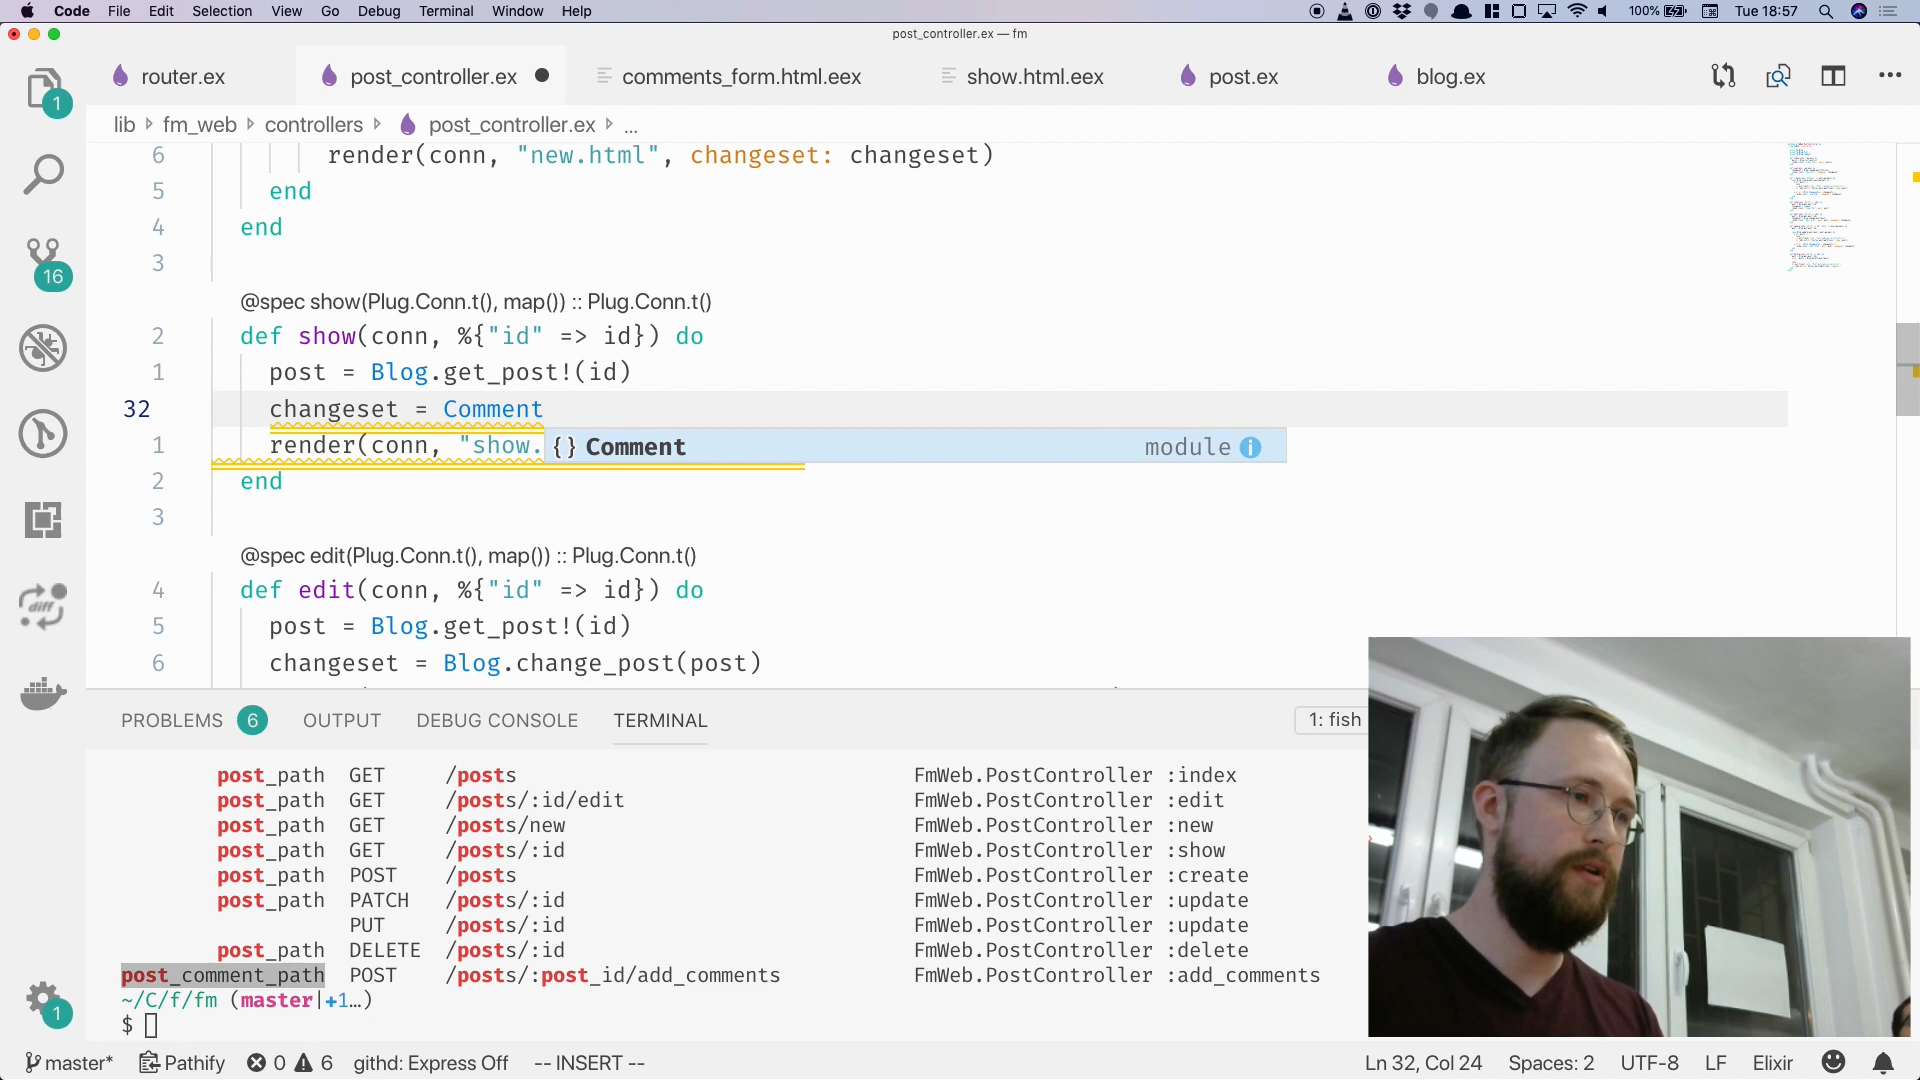 Code File Edit Selection View Go Debug Terminal Window Help 100% Tue 18:57
post_controller.ex — fm
router.ex post_controller.ex comments_form.html.eex show.html.eex post.ex blog.ex
lib fm_web controllers post_controller.ex ...
6 render(conn, "new.html", changeset: changeset)
5 end
4 end
3
@spec show(Plug.Conn.t(), map()) :: Plug.Conn.t()
2 def show(conn, %{"id" => id}) do
1 post = Blog.get_post!(id)
32 changeset = Comment
1 render(conn, "show. {} Comment module
2 end
3
@spec edit(Plug.Conn.t(), map()) :: Plug.Conn.t()
4 def edit(conn, %{"id" => id}) do
5 post = Blog.get_post!(id)
6 changeset = Blog.change_post(post)
1
16
diff
1
PROBLEMS 6 OUTPUT DEBUG CONSOLE TERMINAL 1: fish
post_path GET /posts FmWeb.PostController :index
post_path GET /posts/:id/edit FmWeb.PostController :edit
post_path GET /posts/new FmWeb.PostController :new
post_path GET /posts/:id FmWeb.PostController :show
post_path POST /posts FmWeb.PostController :create
post_path PATCH /posts/:id FmWeb.PostController :update
PUT /posts/:id FmWeb.PostController :update
post_path DELETE /posts/:id FmWeb.PostController :delete
post_comment_path POST /posts/:post_id/add_comments FmWeb.PostController :add_comments
~/C/f/fm (master|+1…)
$
master* Pathify 0 6 githd: Express Off -- INSERT -- Ln 32, Col 24 Spaces: 2 UTF-8 LF Elixir